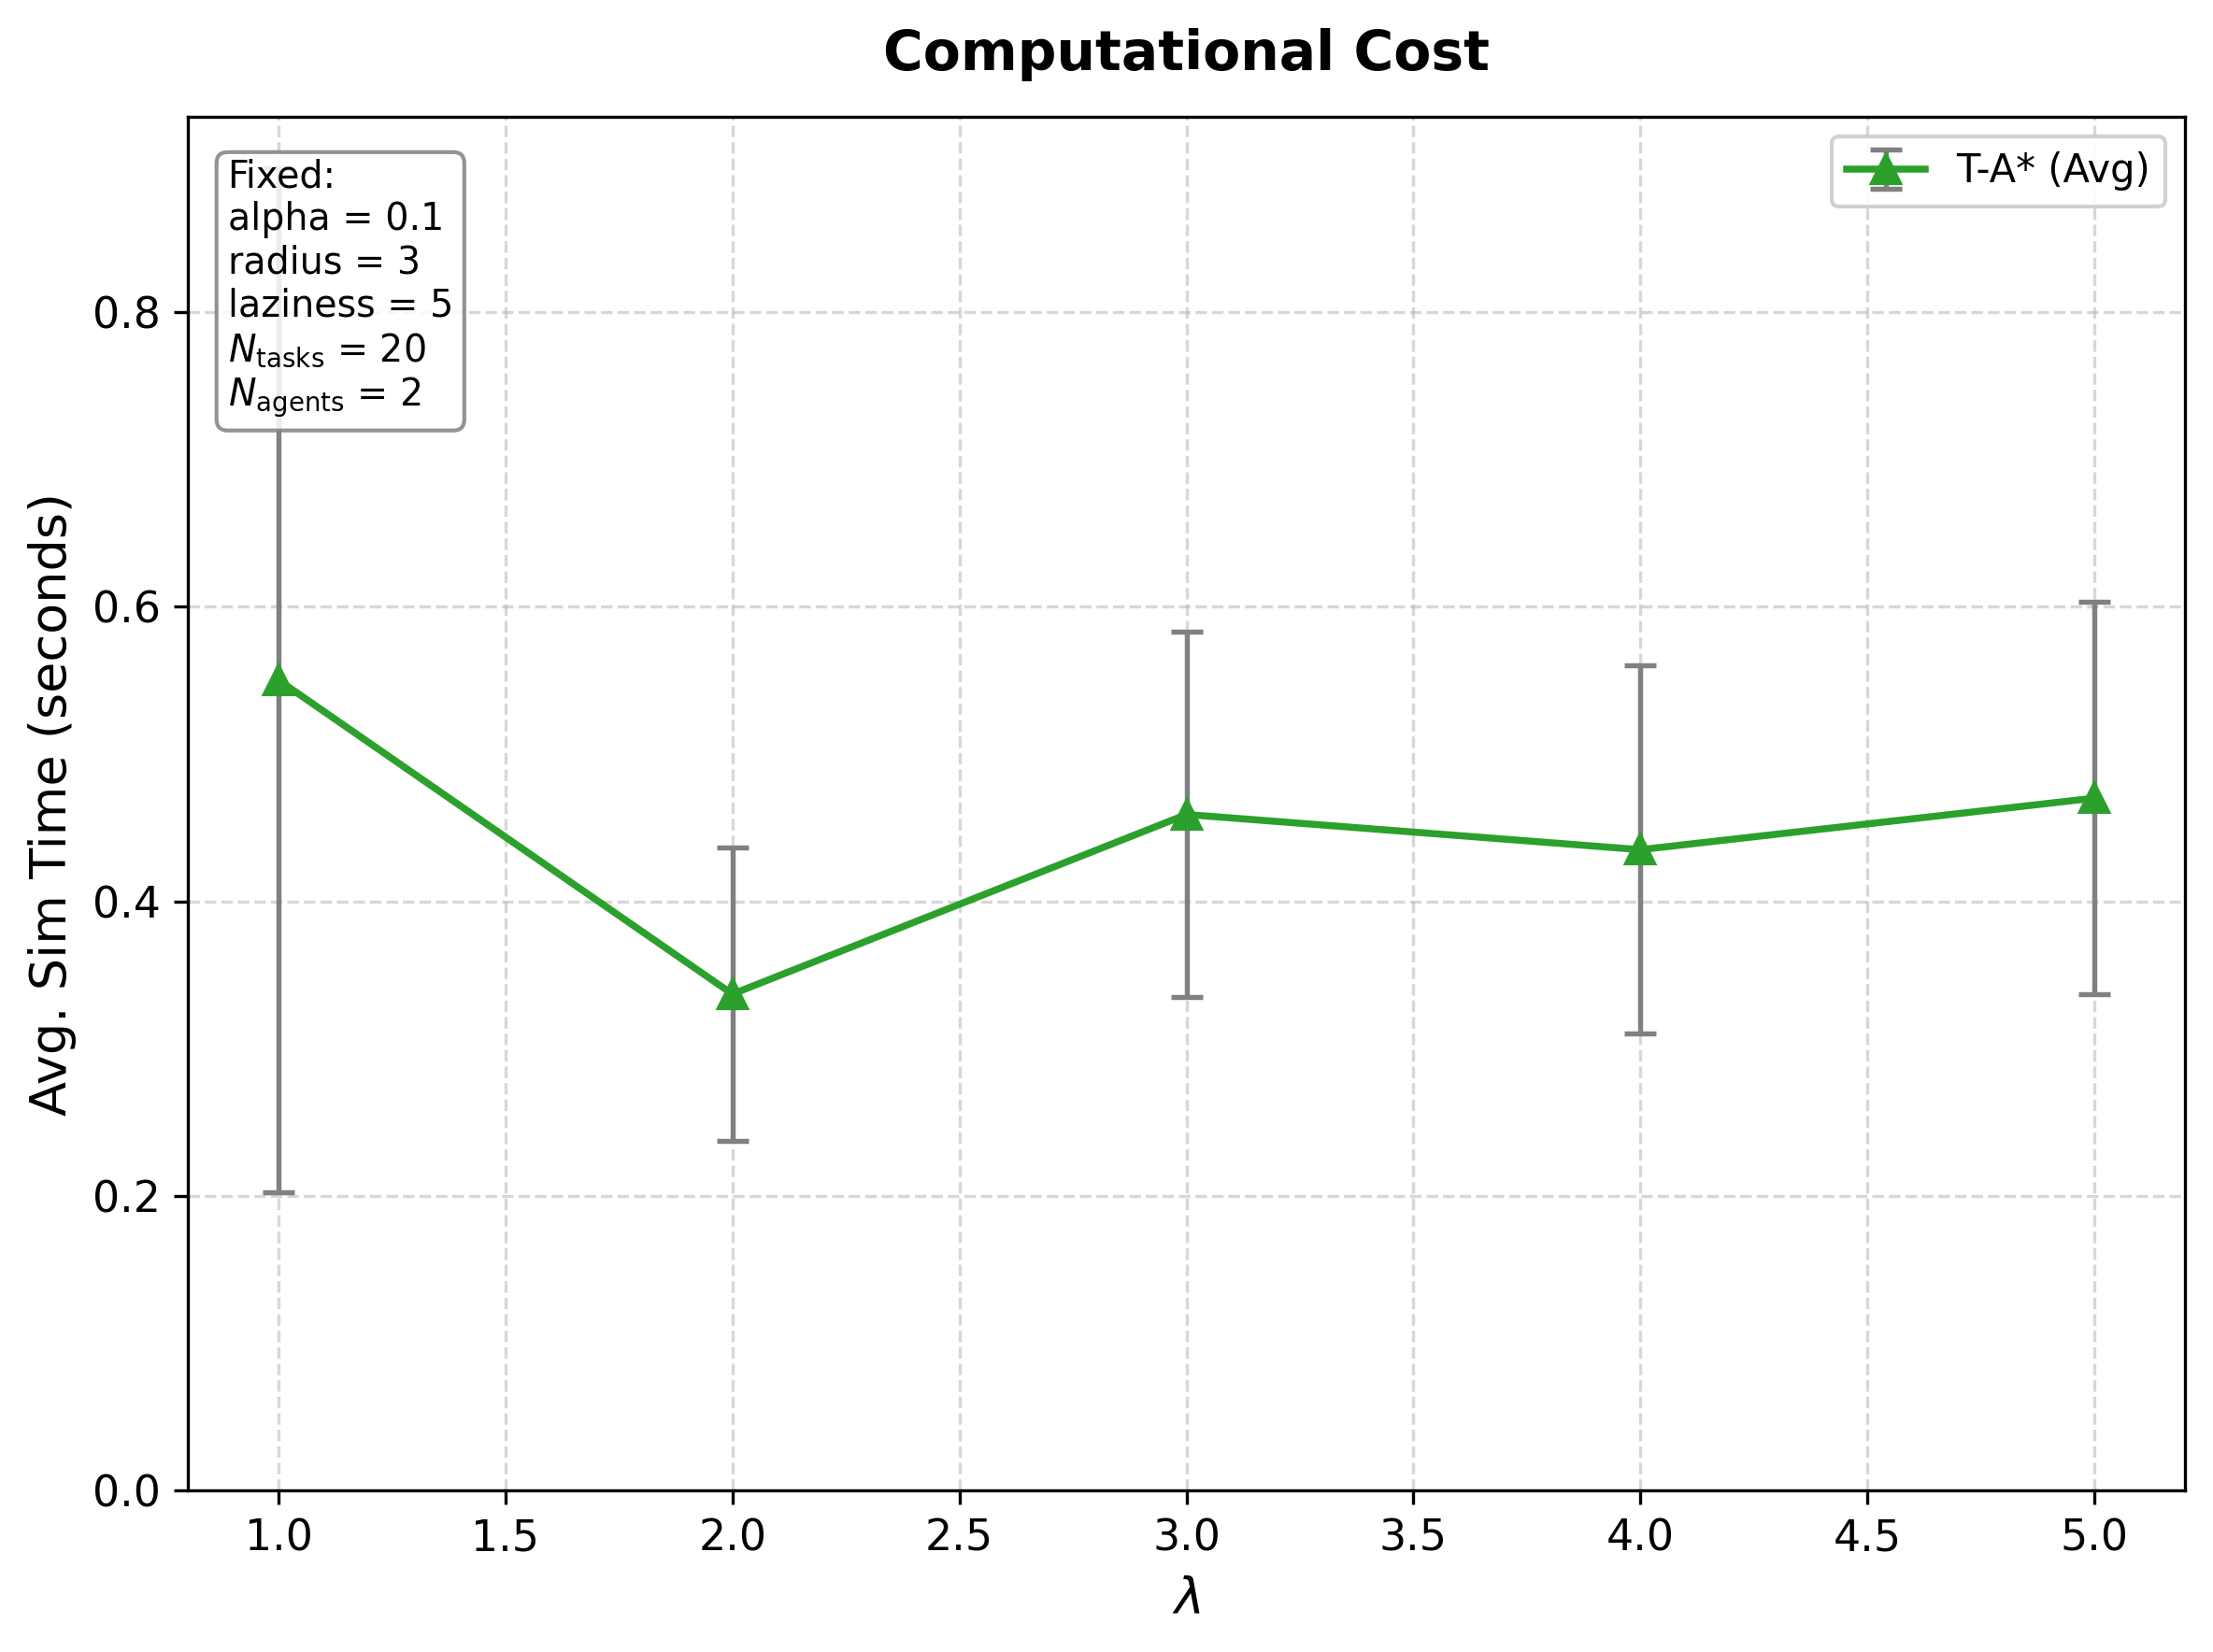 Computational Cost
Fixed:
alpha = 0.1
radius = 3
laziness = 5
N_tasks = 20
N_agents = 2
T-A* (Avg)
Avg. Sim Time (seconds)
0.8
0.6
0.4
0.2
0.0
1.0 1.5 2.0 2.5 3.0 3.5 4.0 4.5 5.0
λ